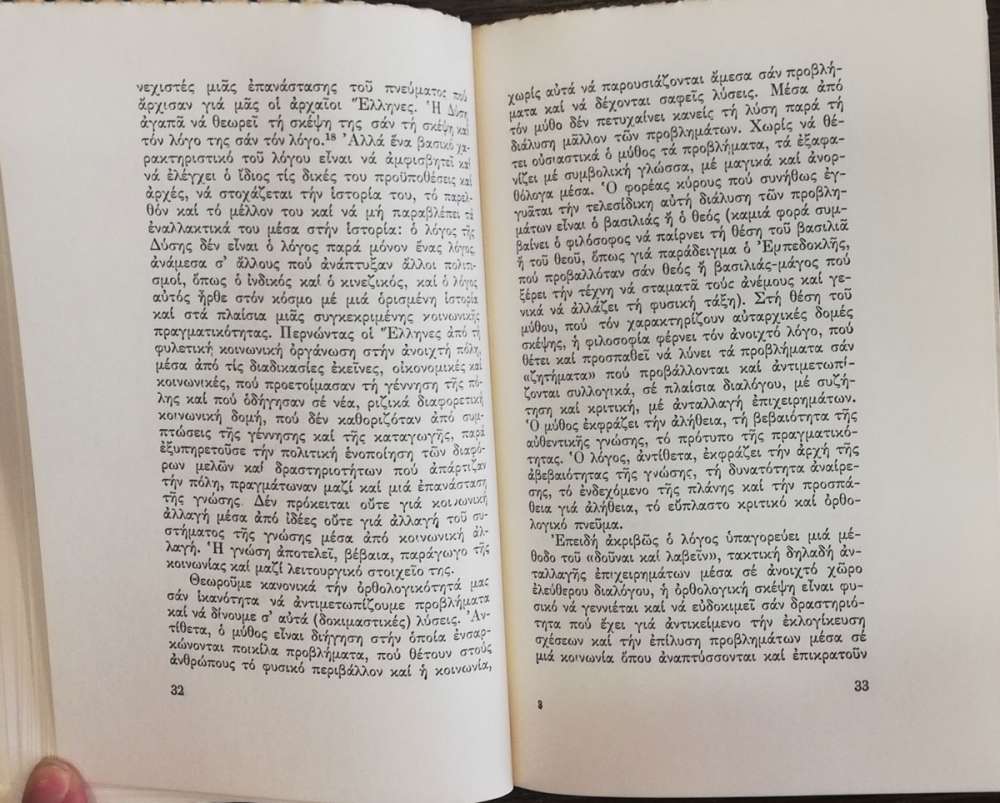 νεχιστές μιᾶς ἐπανάστασης τοῦ πνεύματος πού
ἄρχισαν γιά μᾶς οἱ ἀρχαῖοι Ἕλληνες. Ἡ Δύση
ἀγαπᾶ νά θεωρεῖ τή σκέψη της σάν τή σκέψη καί
τόν λόγο της σάν τόν λόγο.¹⁸ Ἀλλά ἕνα βασικό χα-
ρακτηριστικό τοῦ λόγου εἶναι νά ἀμφισβητεῖ καί
νά ἐλέγχει ὁ ἴδιος τίς δικές του προϋποθέσεις καί
ἀρχές, νά στοχάζεται τήν ἱστορία του, τό παρελ-
θόν καί τό μέλλον του καί νά μή παραβλέπει τά
ἐναλλακτικά του μέσα στήν ἱστορία: ὁ λόγος τῆς
Δύσης δέν εἶναι ὁ λόγος παρά μόνον ἕνας λόγος
ἀνάμεσα σ' ἄλλους πού ἀνάπτυξαν ἄλλοι πολιτι-
σμοί, ὅπως ὁ ἰνδικός καί ὁ κινεζικός, καί ὁ λόγος
αὐτός ἦρθε στόν κόσμο μέ μιά ὁρισμένη ἱστορία
καί στά πλαίσια μιᾶς συγκεκριμένης κοινωνικῆς
πραγματικότητας. Περνώντας οἱ Ἕλληνες ἀπό τή
φυλετική κοινωνική ὀργάνωση στήν ἀνοιχτή πόλη,
μέσα ἀπό τίς διαδικασίες ἐκεῖνες, οἰκονομικές καί
κοινωνικές, πού προετοίμασαν τή γέννηση τῆς πό-
λης καί πού ὁδήγησαν σέ νέα, ριζικά διαφορετική
κοινωνική δομή, πού δέν καθοριζόταν ἀπό συμ-
πτώσεις τῆς γέννησης καί τῆς καταγωγῆς, παρά
ἐξυπηρετοῦσε τήν πολιτική ἑνοποίηση τῶν διαφό-
ρων μελῶν καί δραστηριοτήτων πού ἀπάρτιζαν
τήν πόλη, πραγμάτωναν μαζί καί μιά ἐπανάσταση
τῆς γνώσης. Δέν πρόκειται οὔτε γιά κοινωνική
ἀλλαγή μέσα ἀπό ἰδέες οὔτε γιά ἀλλαγή τοῦ συ-
στήματος τῆς γνώσης μέσα ἀπό κοινωνική ἀλ-
λαγή. Ἡ γνώση ἀποτελεῖ, βέβαια, παράγωγο τῆς
κοινωνίας καί μαζί λειτουργικό στοιχεῖο της.
Θεωροῦμε κανονικά τήν ὀρθολογικότητά μας
σάν ἱκανότητα νά ἀντιμετωπίζουμε προβλήματα
καί νά δίνουμε σ' αὐτά (δοκιμαστικές) λύσεις. Ἀν-
τίθετα, ὁ μύθος εἶναι διήγηση στήν ὁποία ἐνσαρ-
κώνονται ποικίλα προβλήματα, πού θέτουν στούς
ἀνθρώπους τό φυσικό περιβάλλον καί ἡ κοινωνία,
32
χωρίς αὐτά νά παρουσιάζονται ἄμεσα σάν προβλή-
ματα καί νά δέχονται σαφεῖς λύσεις. Μέσα ἀπό
τόν μύθο δέν πετυχαίνει κανείς τή λύση παρά τή
διάλυση μᾶλλον τῶν προβλημάτων. Χωρίς νά θέ-
τει οὐσιαστικά ὁ μύθος τά προβλήματα, τά ἐξαφα-
νίζει μέ συμβολική γλώσσα, μέ μαγικά καί ἀνορ-
θόλογα μέσα. Ὁ φορέας κύρους πού συνήθως ἐγ-
γυᾶται τήν τελεσίδικη αὐτή διάλυση τῶν προβλη-
μάτων εἶναι ὁ βασιλιάς ἤ ὁ θεός (καμιά φορά συμ-
βαίνει ὁ φιλόσοφος νά παίρνει τή θέση τοῦ βασιλιᾶ
ἤ τοῦ θεοῦ, ὅπως γιά παράδειγμα ὁ Ἐμπεδοκλῆς,
πού προβαλλόταν σάν θεός ἤ βασιλιάς-μάγος πού
ξέρει τήν τέχνη νά σταματᾶ τούς ἀνέμους καί γε-
νικά νά ἀλλάζει τή φυσική τάξη). Στή θέση τοῦ
μύθου, πού τόν χαρακτηρίζουν αὐταρχικές δομές
σκέψης, ἡ φιλοσοφία φέρνει τόν ἀνοιχτό λόγο, πού
θέτει καί προσπαθεῖ νά λύνει τά προβλήματα σάν
«ζητήματα» πού προβάλλονται καί ἀντιμετωπί-
ζονται συλλογικά, σέ πλαίσια διαλόγου, μέ συζή-
τηση καί κριτική, μέ ἀνταλλαγή ἐπιχειρημάτων.
Ὁ μύθος ἐκφράζει τήν ἀλήθεια, τή βεβαιότητα τῆς
αὐθεντικῆς γνώσης, τό πρότυπο τῆς πραγματικό-
τητας. Ὁ λόγος, ἀντίθετα, ἐκφράζει τήν ἀρχή τῆς
ἀβεβαιότητας τῆς γνώσης, τή δυνατότητα ἀναίρε-
σης, τό ἐνδεχόμενο τῆς πλάνης καί τήν προσπά-
θεια γιά ἀλήθεια, τό εὔπλαστο κριτικό καί ὀρθο-
λογικό πνεῦμα.
Ἐπειδή ἀκριβῶς ὁ λόγος ὑπαγορεύει μιά μέ-
θοδο τοῦ «δοῦναι καί λαβεῖν», τακτική δηλαδή ἀν-
ταλλαγῆς ἐπιχειρημάτων μέσα σέ ἀνοιχτό χῶρο
ἐλεύθερου διαλόγου, ἡ ὀρθολογική σκέψη εἶναι φυ-
σικό νά γεννιέται καί νά εὐδοκιμεῖ σάν δραστηριό-
τητα πού ἔχει γιά ἀντικείμενο τήν ἐκλογίκευση
σχέσεων καί τήν ἐπίλυση προβλημάτων μέσα σέ
μιά κοινωνία ὅπου ἀναπτύσσονται καί ἐπικρατοῦν
33
3